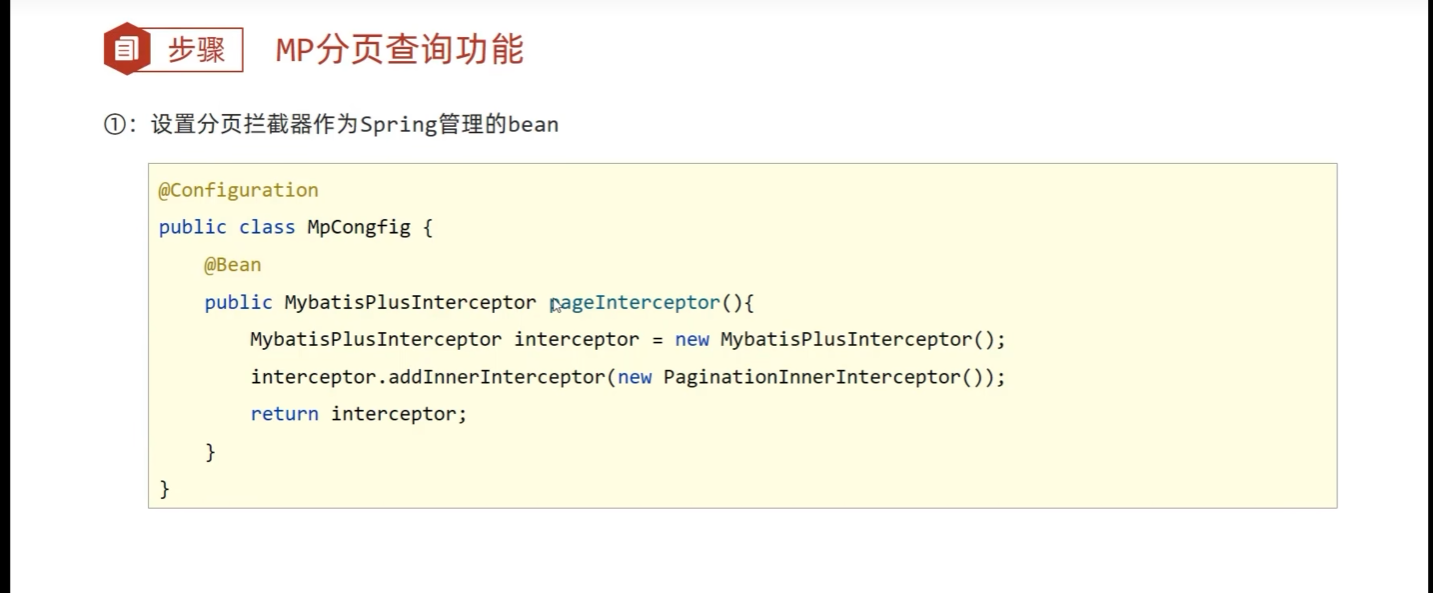 步骤 MP分页查询功能
①：设置分页拦截器作为Spring管理的bean
@Configuration
public class MpCongfig {
    @Bean
    public MybatisPlusInterceptor pageInterceptor(){
        MybatisPlusInterceptor interceptor = new MybatisPlusInterceptor();
        interceptor.addInnerInterceptor(new PaginationInnerInterceptor());
        return interceptor;
    }
}